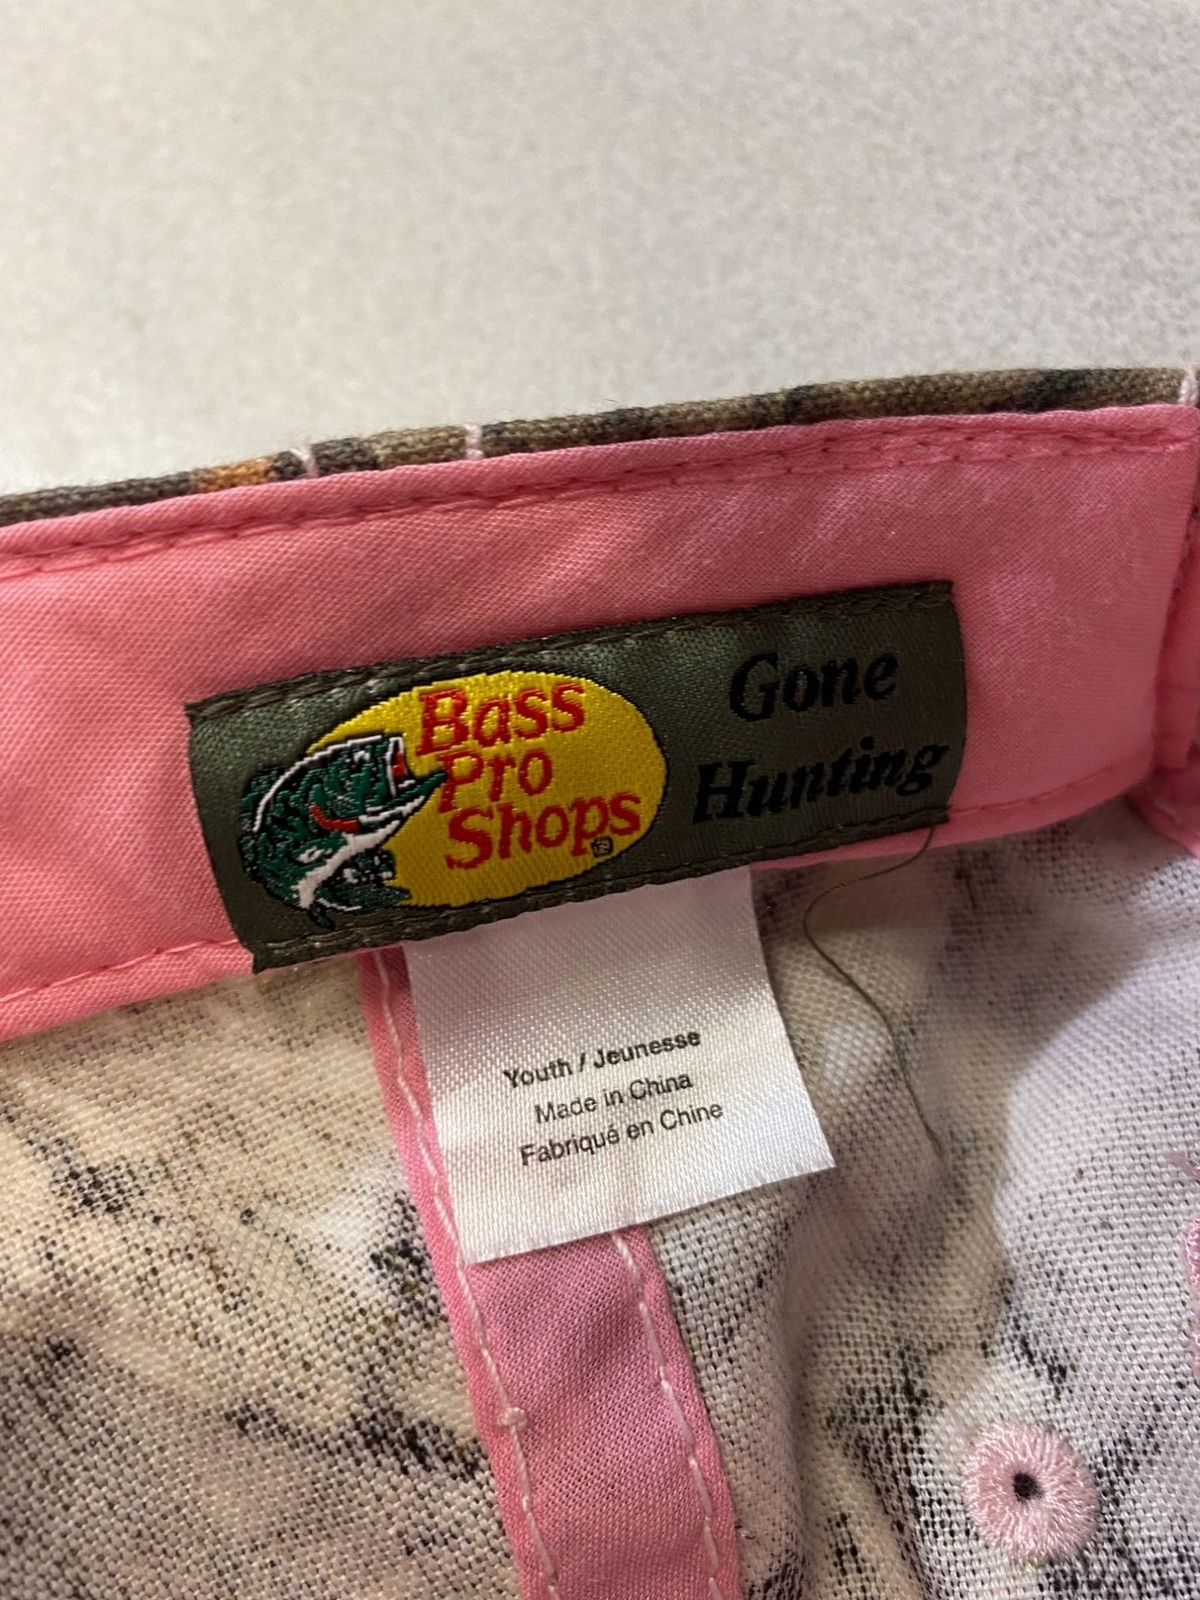 Bass
Pro
Shops
Gone
Hunting
Youth / Jeunesse
Made in China
Fabriqué en Chine